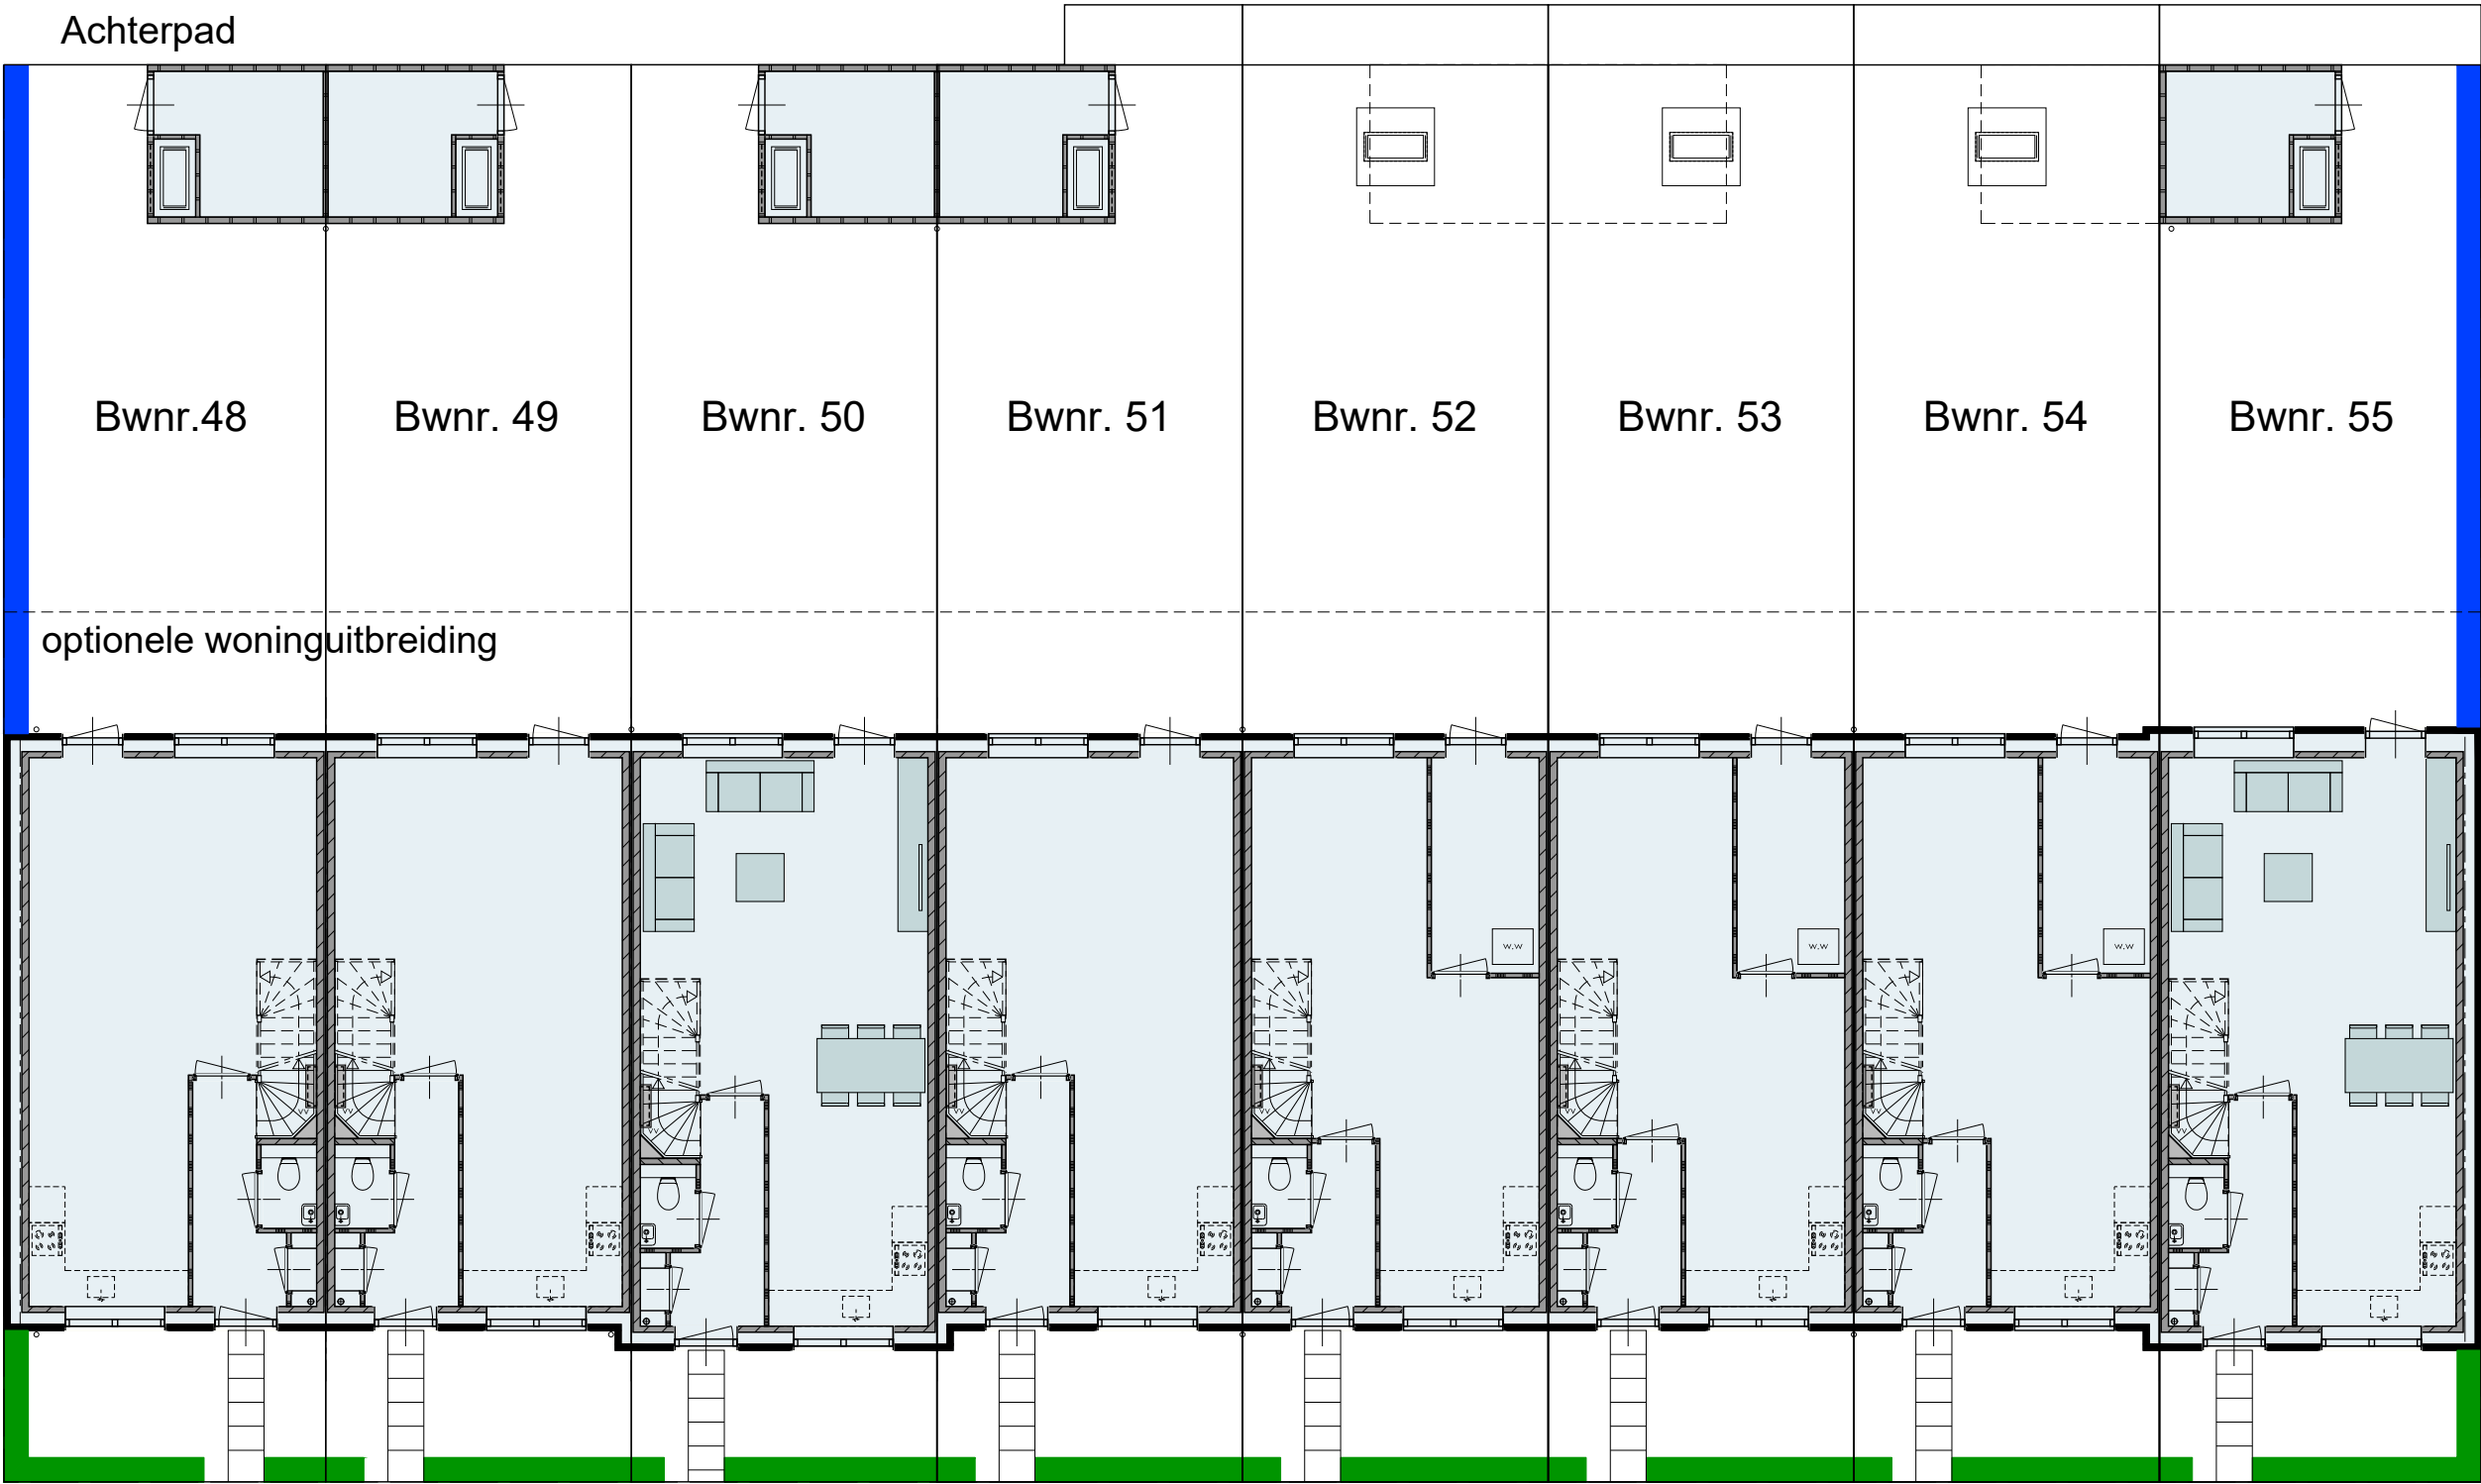 Achterpad
Bwnr.48
Bwnr. 49
Bwnr. 50
Bwnr. 51
Bwnr. 52
Bwnr. 53
Bwnr. 54
Bwnr. 55
optionele woninguitbreiding
w.w
w.w
w.w